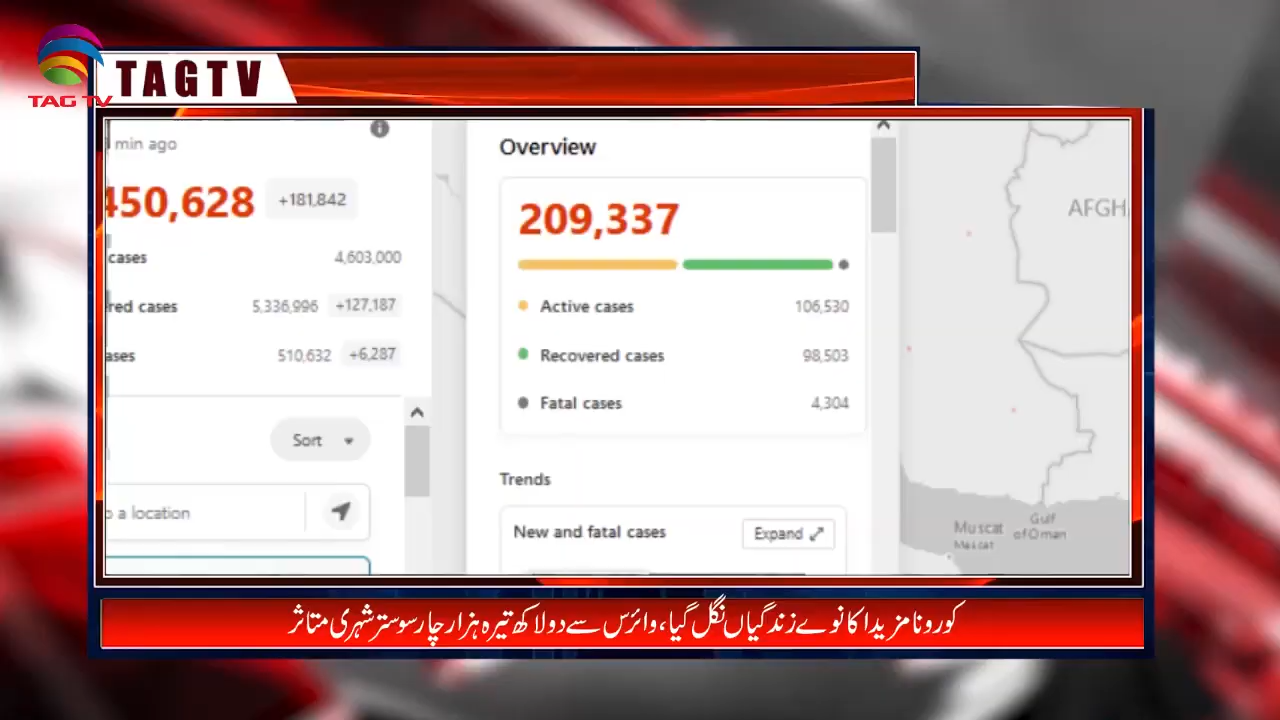 TAG TV
TAGTV
min ago
450,628 +181,842
cases 4,603,000
red cases 5,336,996 +127,187
ases 510,632 +6,287
Sort
a location
Overview
209,337
Active cases 106,530
Recovered cases 98,503
Fatal cases 4,304
Trends
New and fatal cases Expand
AFGH
Muscat
Muscat
Gulf
of Oman
کورونا مزید اکانوے زندگیاں نگل گیا، وائرس سے دو لاکھ تیرہ ہزار چار سو ستر شہری متاثر